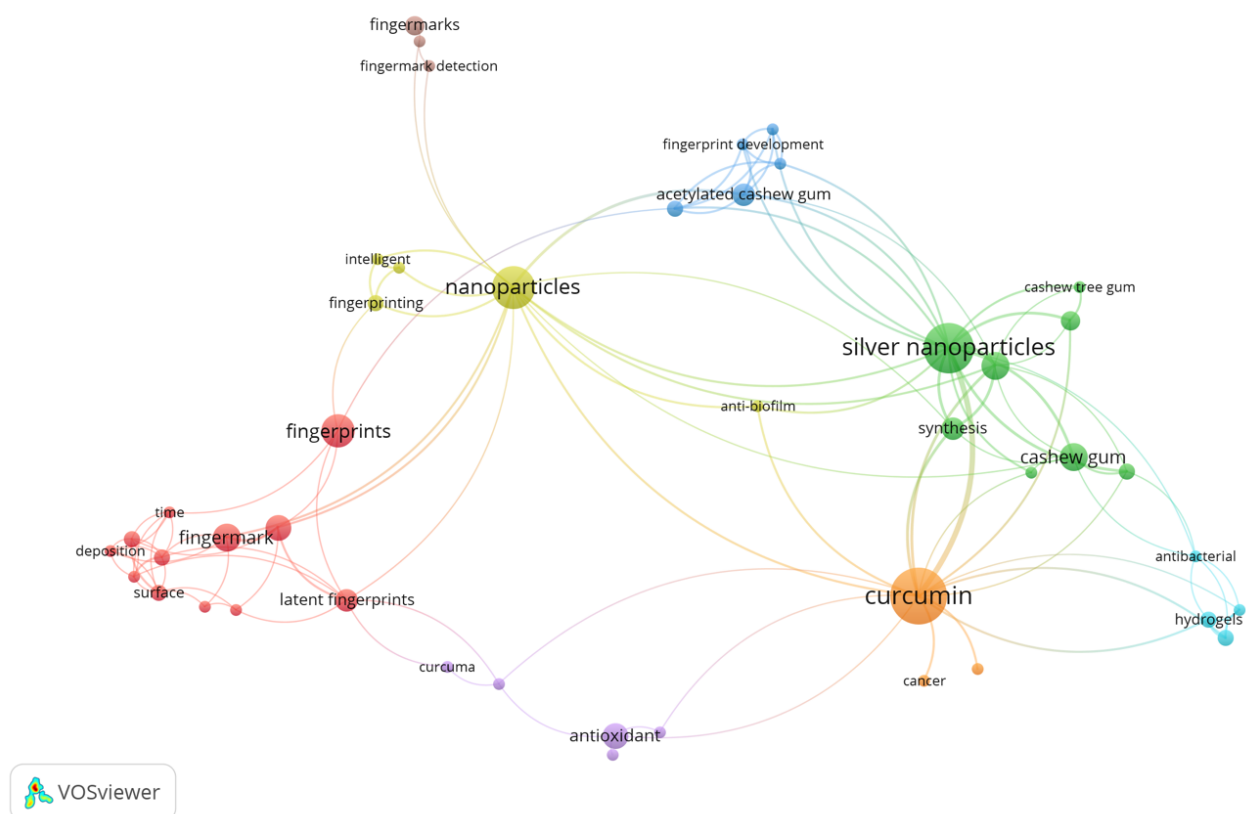 fingermarks
fingermark detection
fingerprint development
acetylated cashew gum
intelligent
nanoparticles
fingerprinting
cashew tree gum
silver nanoparticles
anti-biofilm
fingerprints
synthesis
cashew gum
time
fingermark
deposition
antibacterial
surface
latent fingerprints
curcumin
hydrogels
curcuma
cancer
antioxidant
VOSviewer